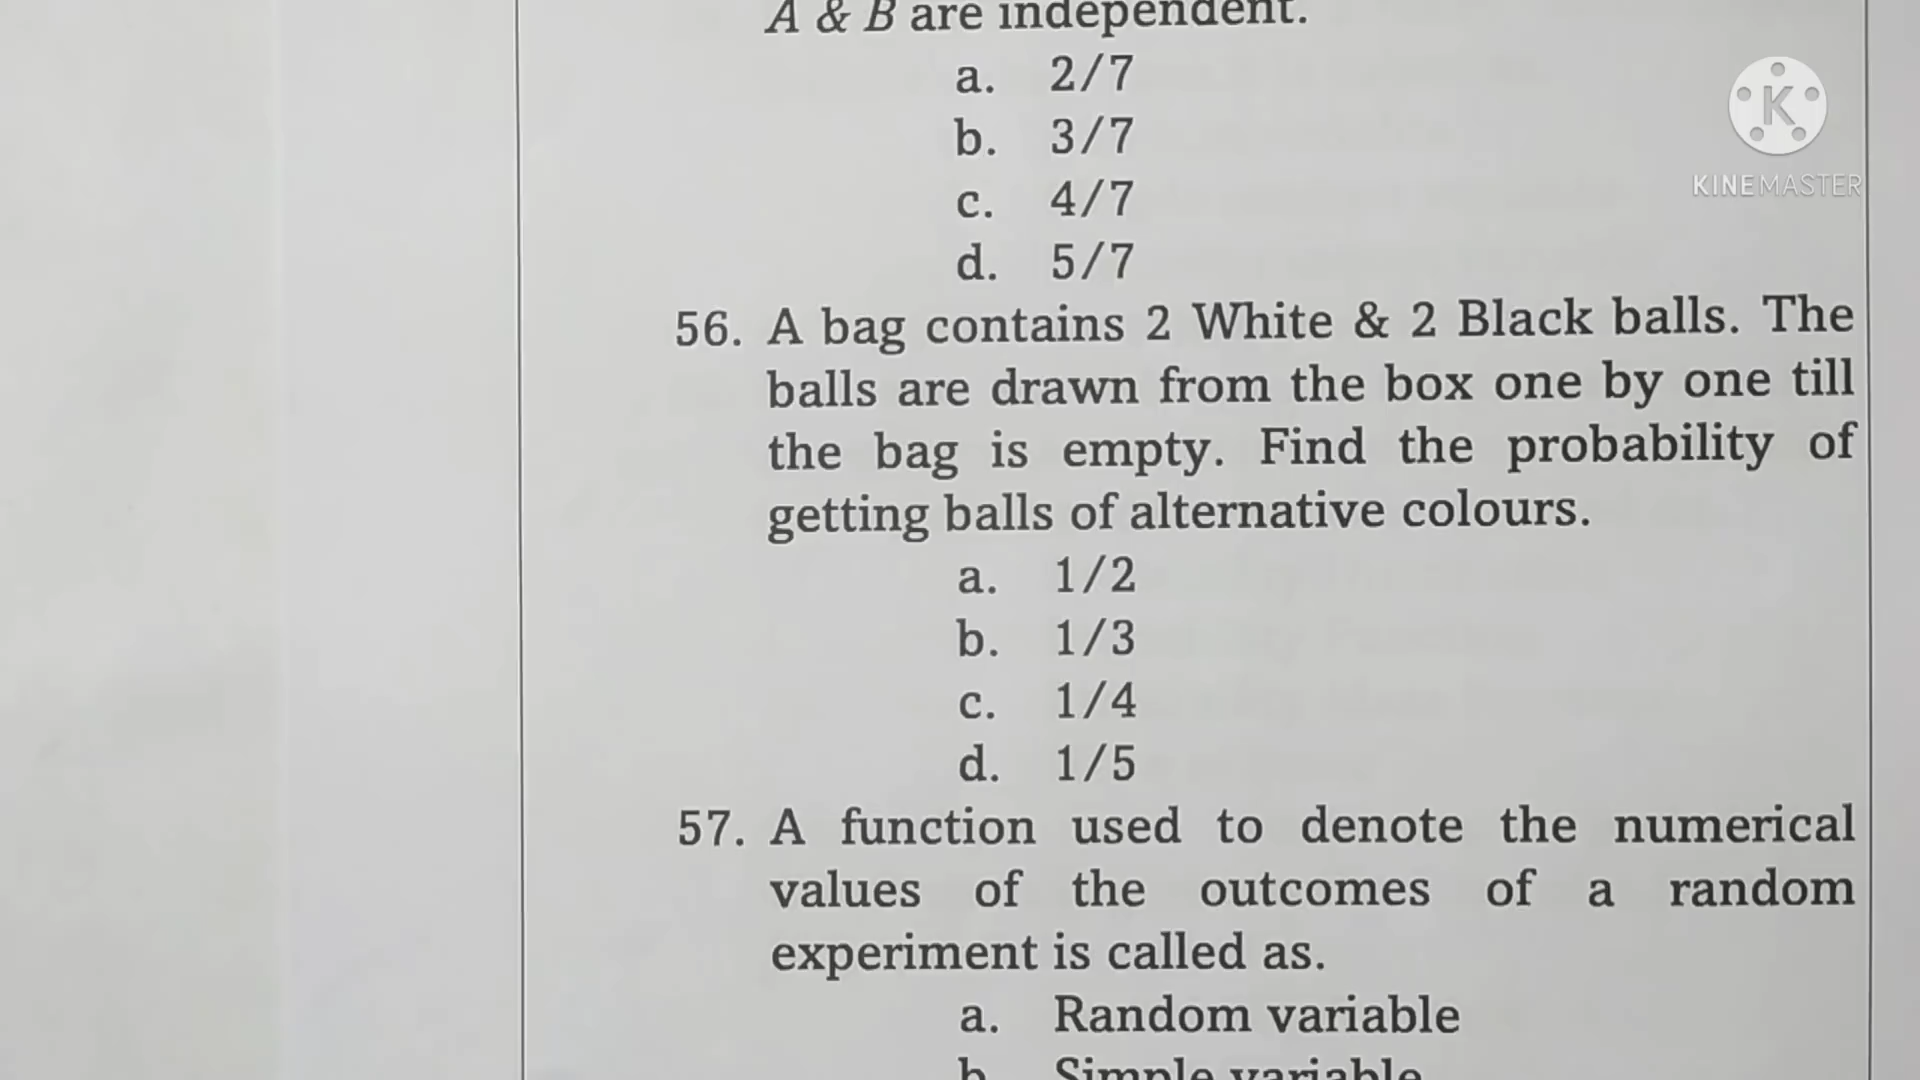 A & B are independent.
a. 2/7
b. 3/7
c. 4/7
d. 5/7
56. A bag contains 2 White & 2 Black balls. The
balls are drawn from the box one by one till
the bag is empty. Find the probability of
getting balls of alternative colours.
a. 1/2
b. 1/3
c. 1/4
d. 1/5
57. A function used to denote the numerical
values of the outcomes of a random
experiment is called as.
a. Random variable
b. Simple variable
K
KINEMASTER